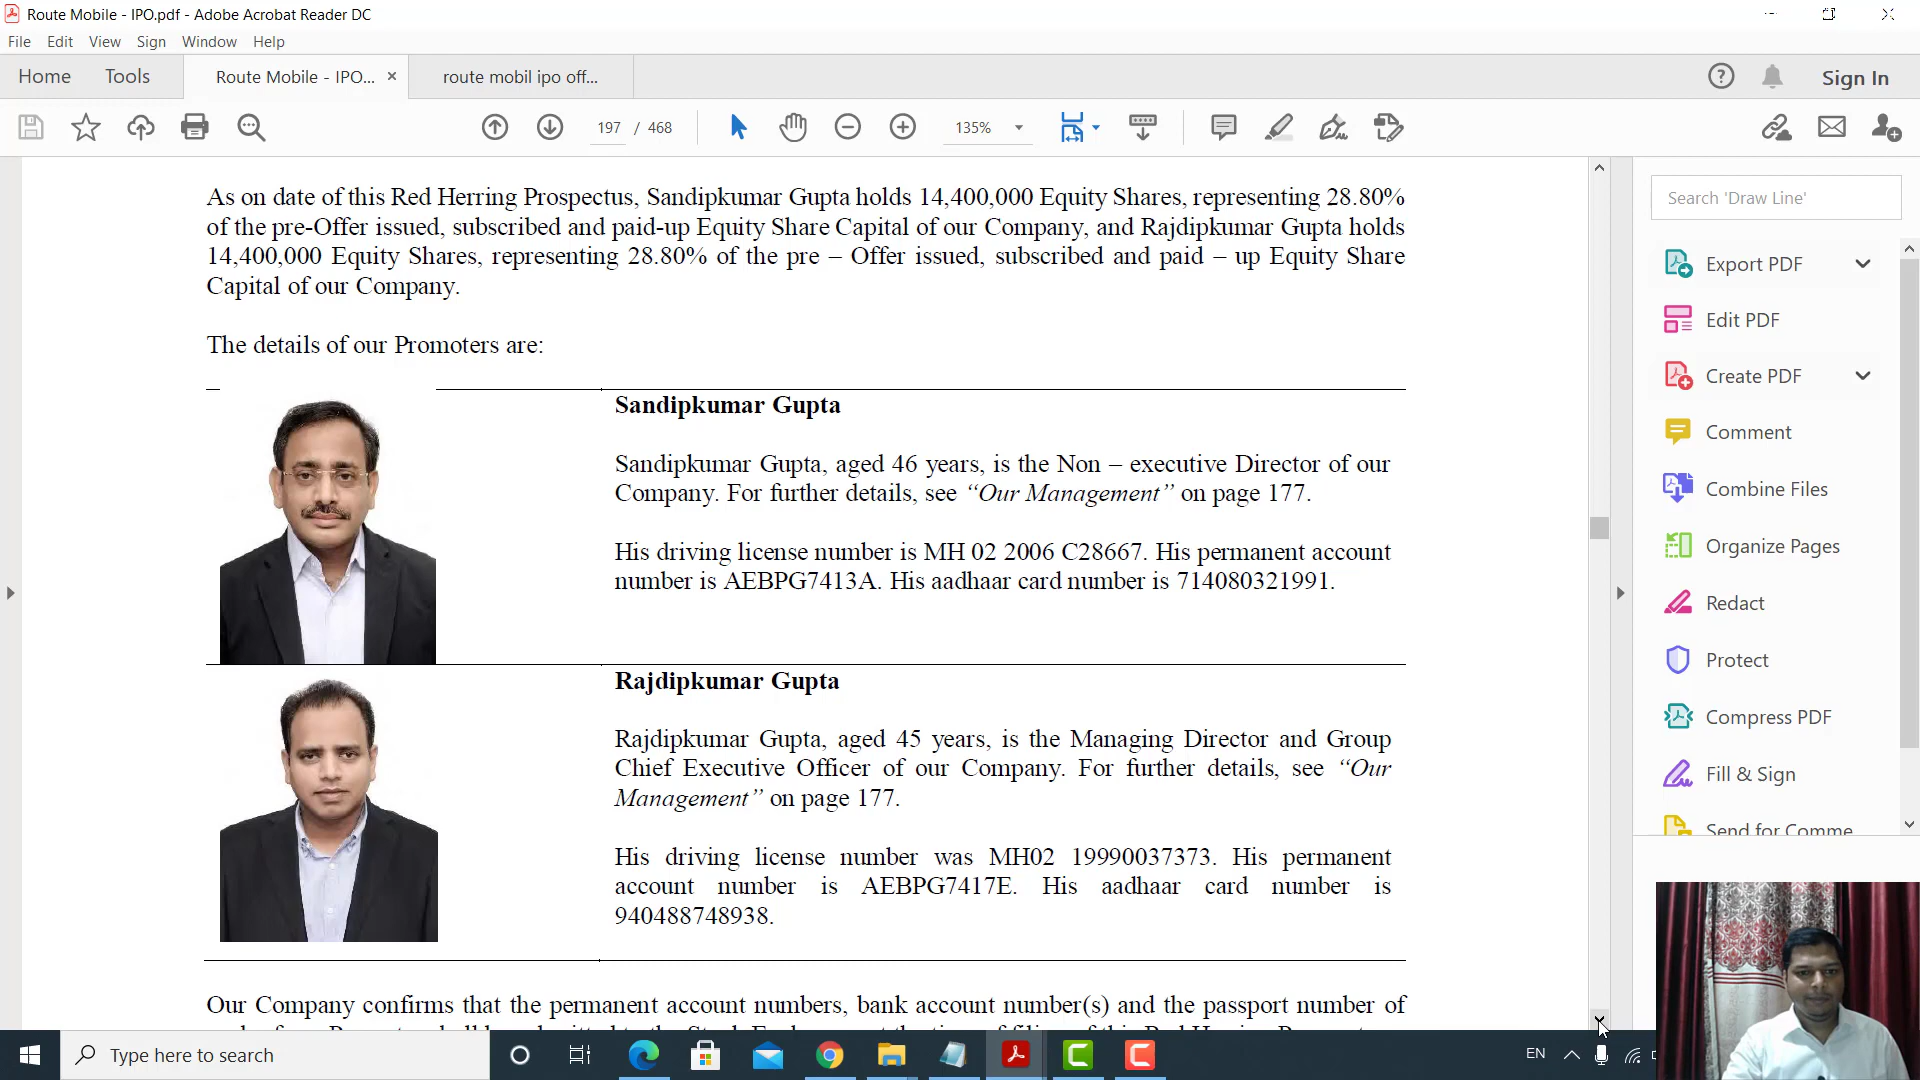 Route Mobile - IPO.pdf - Adobe Acrobat Reader DC
File Edit View Sign Window Help
Home Tools Route Mobile - IPO... × route mobil ipo off... Sign In
197 / 468 135%
As on date of this Red Herring Prospectus, Sandipkumar Gupta holds 14,400,000 Equity Shares, representing 28.80%
of the pre-Offer issued, subscribed and paid-up Equity Share Capital of our Company, and Rajdipkumar Gupta holds
14,400,000 Equity Shares, representing 28.80% of the pre – Offer issued, subscribed and paid – up Equity Share
Capital of our Company.
The details of our Promoters are:
Sandipkumar Gupta
Sandipkumar Gupta, aged 46 years, is the Non – executive Director of our
Company. For further details, see “Our Management” on page 177.
His driving license number is MH 02 2006 C28667. His permanent account
number is AEBPG7413A. His aadhaar card number is 714080321991.
Rajdipkumar Gupta
Rajdipkumar Gupta, aged 45 years, is the Managing Director and Group
Chief Executive Officer of our Company. For further details, see “Our
Management” on page 177.
His driving license number was MH02 19990037373. His permanent
account number is AEBPG7417E. His aadhaar card number is
940488748938.
Our Company confirms that the permanent account numbers, bank account number(s) and the passport number of
Search 'Draw Line'
Export PDF
Edit PDF
Create PDF
Comment
Combine Files
Organize Pages
Redact
Protect
Compress PDF
Fill & Sign
Send for Comme
Type here to search
EN